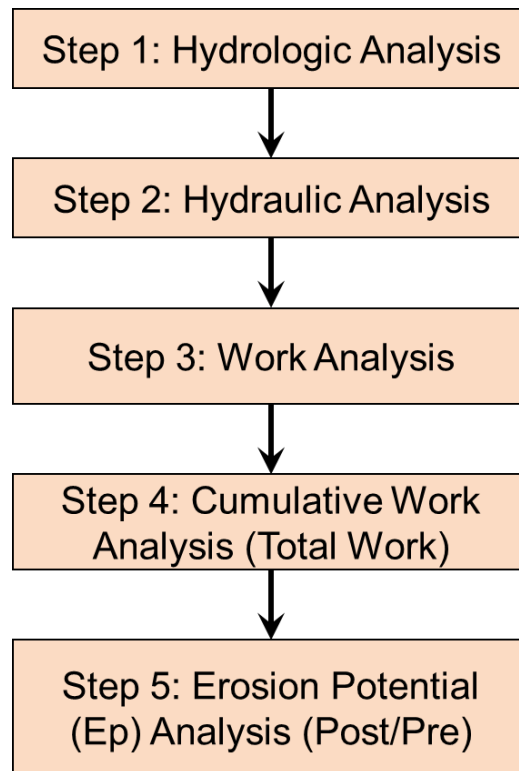 Step 1: Hydrologic Analysis
Step 2: Hydraulic Analysis
Step 3: Work Analysis
Step 4: Cumulative Work
Analysis (Total Work)
Step 5: Erosion Potential
(Ep) Analysis (Post/Pre)